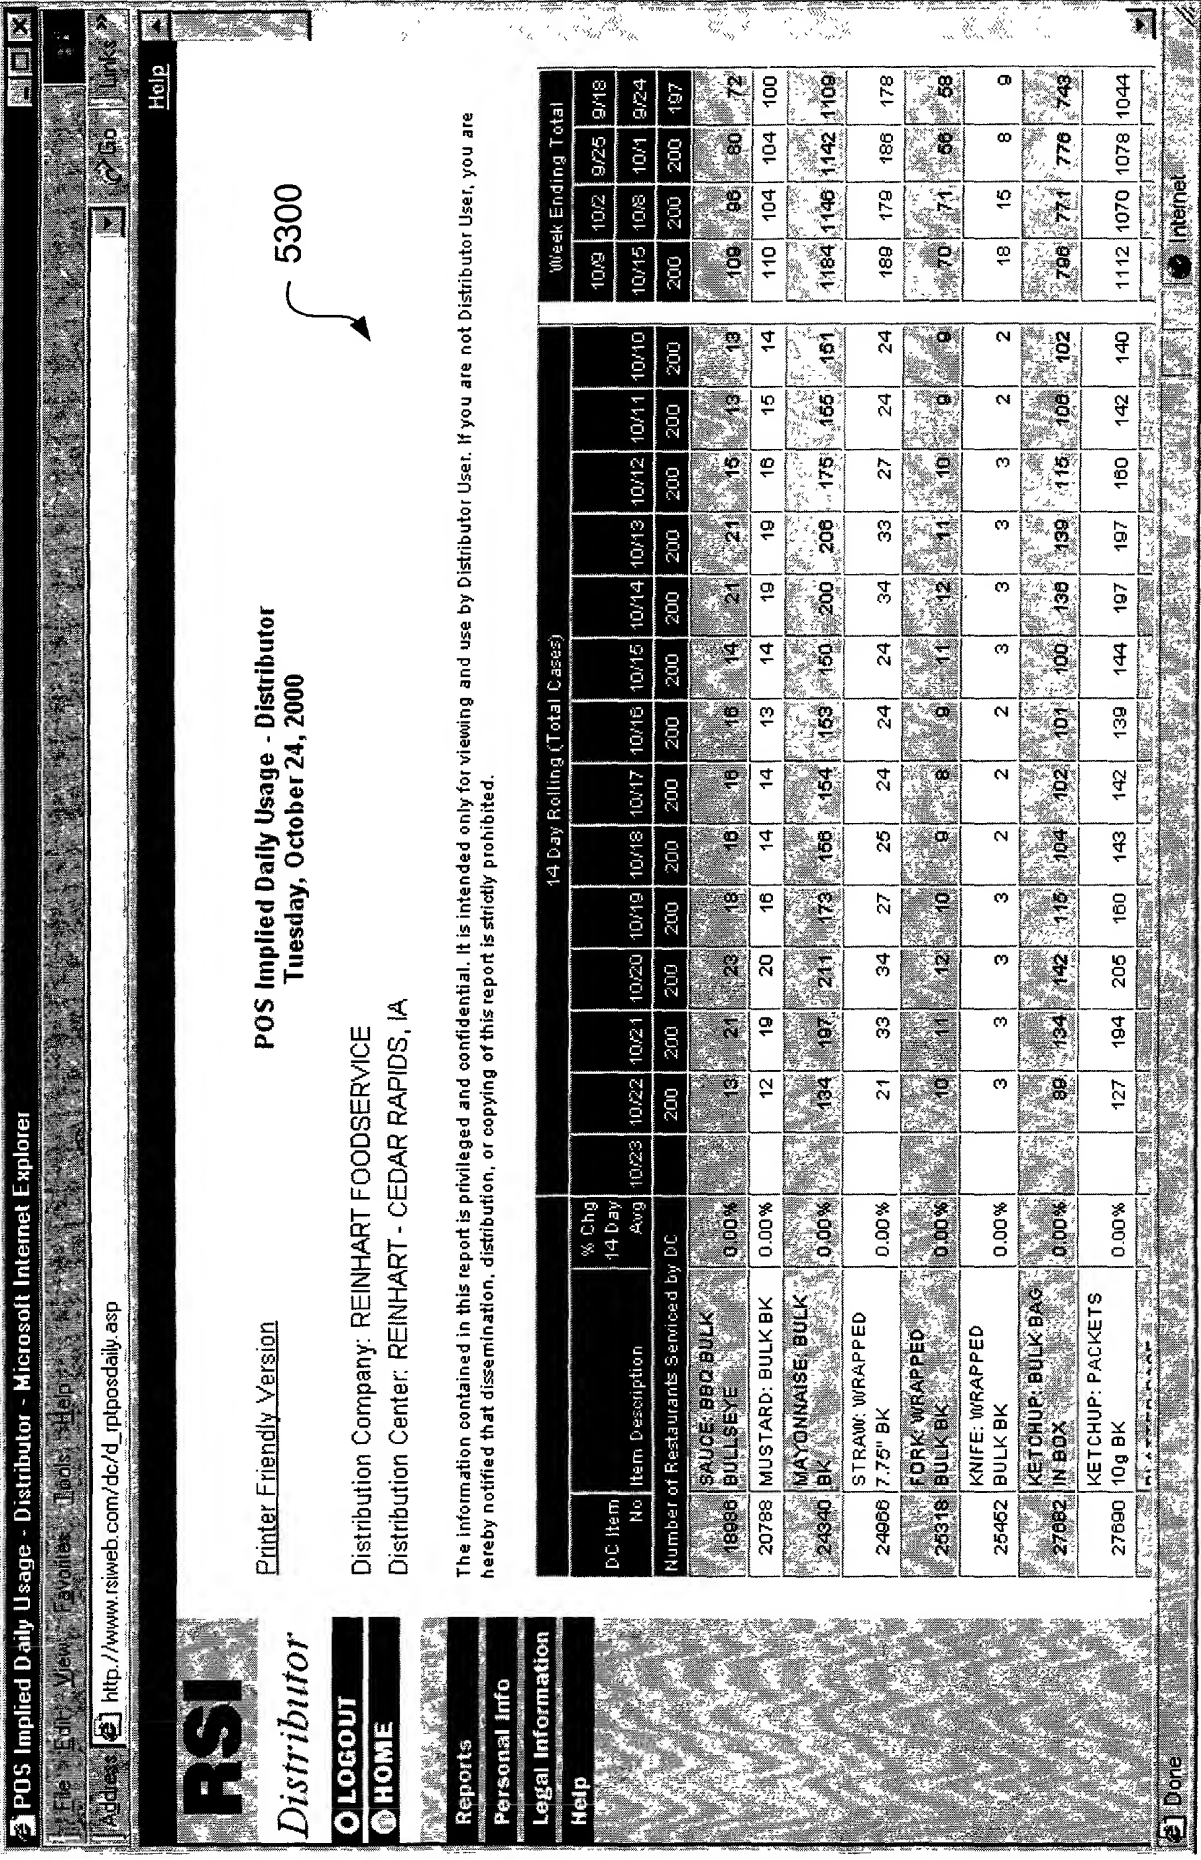 POS Implied Daily Usage - Distributor - Microsoft Internet Explorer
File Edit View Favorites Tools Help
Address http://www.rsiweb.com/dc/d_rptposdaily.asp Go Links »
Help
RSI
Distributor
LOGOUT
HOME
Reports
Personal Info
Legal Information
Help
Printer Friendly Version
POS Implied Daily Usage - Distributor
Tuesday, October 24, 2000
5300
Distribution Company: REINHART FOODSERVICE
Distribution Center: REINHART - CEDAR RAPIDS, IA
The information contained in this report is privileged and confidential. It is intended only for viewing and use by Distributor User. If you are not Distributor User, you are
hereby notified that dissemination, distribution, or copying of this report is strictly prohibited.
14 Day Rolling (Total Cases) Week Ending Total
% Chg 10/9 10/2 9/25 9/18
DC Item No Item Description 14 Day Avg 10/23 10/22 10/21 10/20 10/19 10/18 10/17 10/16 10/15 10/14 10/13 10/12 10/11 10/10 10/15 10/8 10/1 9/24
Number of Restaurants Serviced by DC 200 200 200 200 200 200 200 200 200 200 200 200 200 200 200 200 197
18986 SAUCE: BBQ BULK BULLSEYE 0.00% 13 21 23 18 16 16 16 14 21 21 15 13 13 109 96 80 72
20788 MUSTARD: BULK BK 0.00% 12 19 20 16 14 14 13 14 19 19 16 15 14 110 104 104 100
24340 MAYONNAISE: BULK BK 0.00% 134 197 211 173 156 154 153 150 200 206 175 155 151 1184 1146 1142 1109
24966 STRAW: WRAPPED 7.75" BK 0.00% 21 33 34 27 25 24 24 24 34 33 27 24 24 189 179 186 178
25318 FORK: WRAPPED BULK BK 0.00% 10 11 12 10 9 8 9 11 12 11 10 9 9 70 71 56 58
25452 KNIFE: WRAPPED BULK BK 0.00% 3 3 3 3 2 2 2 3 3 3 3 2 2 18 15 8 9
27682 KETCHUP: BULK BAG IN BOX 0.00% 89 134 142 115 104 102 101 100 136 139 115 106 102 796 771 776 743
27690 KETCHUP: PACKETS 10g BK 0.00% 127 194 205 160 143 142 139 144 197 197 160 142 140 1112 1070 1078 1044
Done Internet